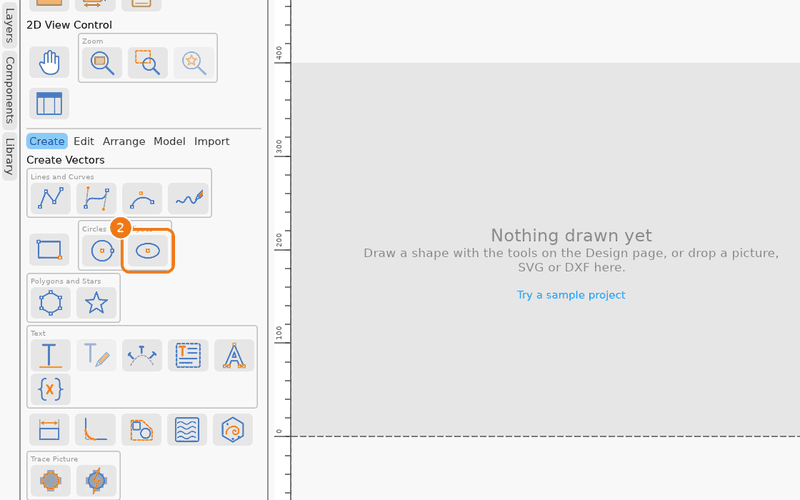 Layers
Components
Library
2D View Control
Zoom
Create Edit Arrange Model Import
Create Vectors
Lines and Curves
Circles
2
Polygons and Stars
Text
T
T
T
T
A
{X}
Trace Picture
400
300
200
100
0
Nothing drawn yet
Draw a shape with the tools on the Design page, or drop a picture,
SVG or DXF here.
Try a sample project